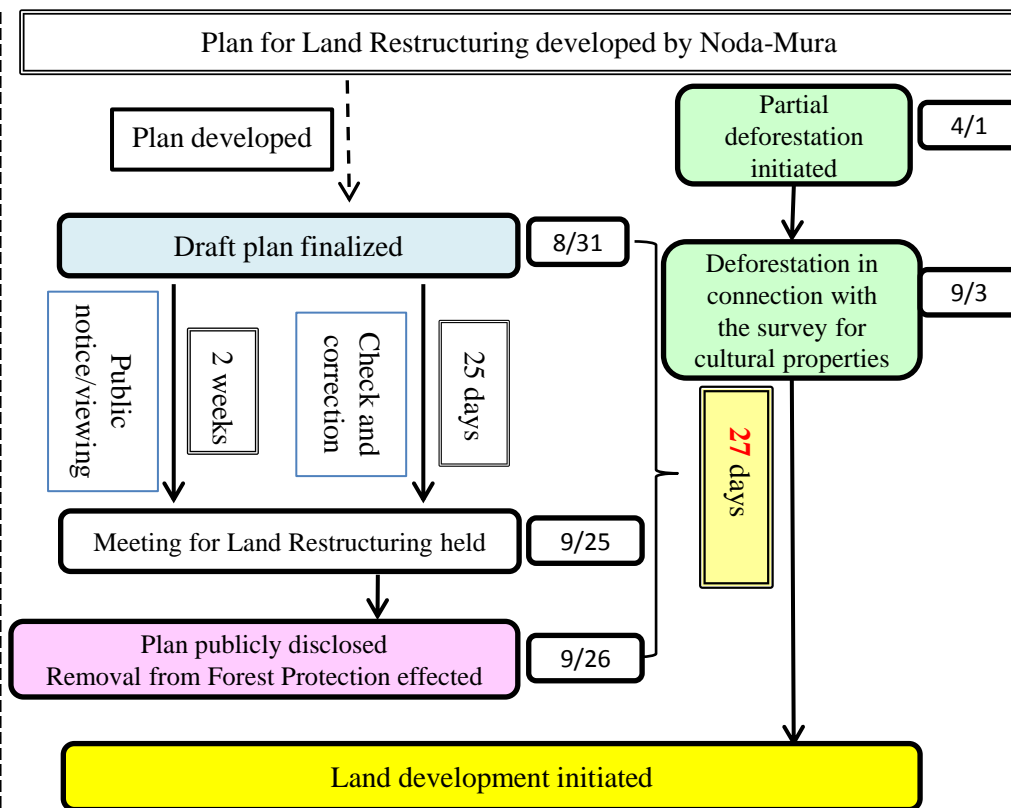 Plan for Land Restructuring developed by Noda-Mura
Plan developed
Partial
deforestation
initiated
4/1
Draft plan finalized
8/31
Deforestation in
connection with
the survey for
cultural properties
9/3
Public
notice/viewing
2 weeks
Check and
correction
25 days
27 days
Meeting for Land Restructuring held
9/25
Plan publicly disclosed
Removal from Forest Protection effected
9/26
Land development initiated